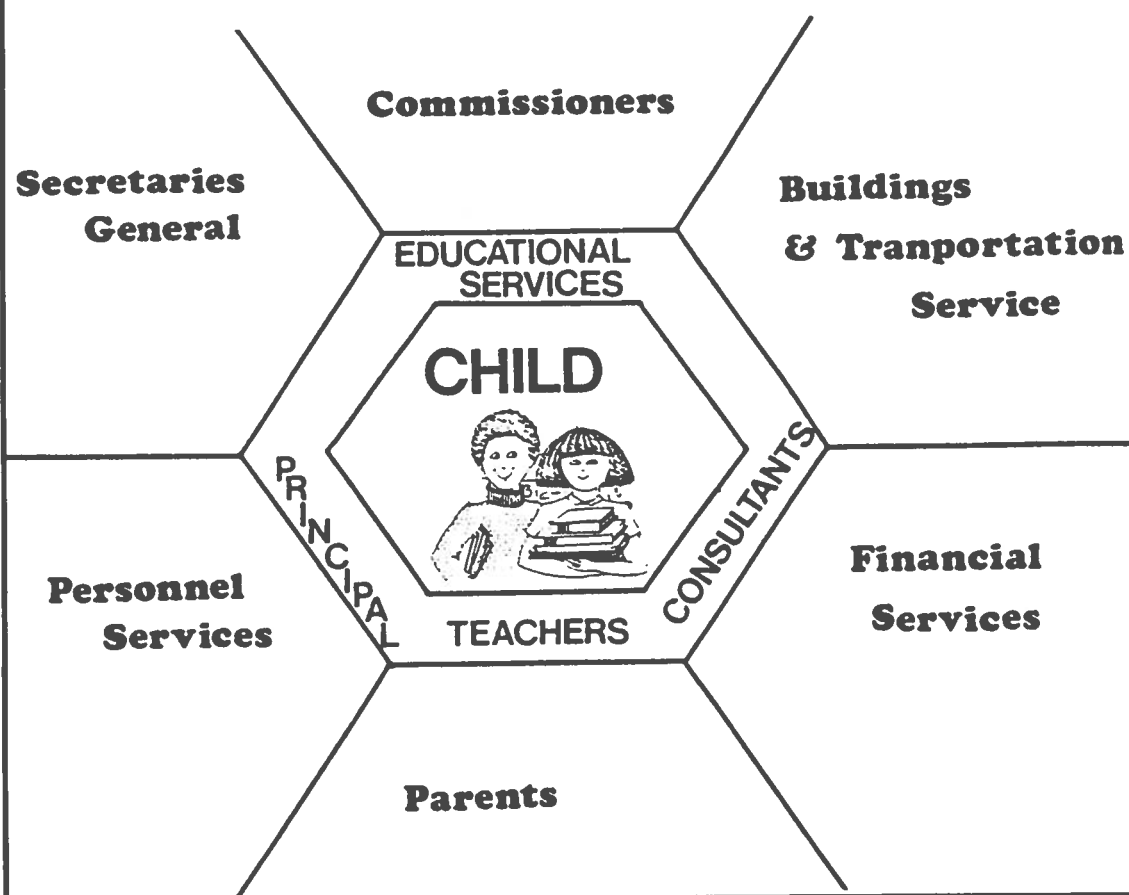 Commissioners
Secretaries
General
Buildings
& Tranportation
Service
EDUCATIONAL
SERVICES
CHILD
PRINCIPAL
CONSULTANTS
TEACHERS
Personnel
Services
Financial
Services
Parents